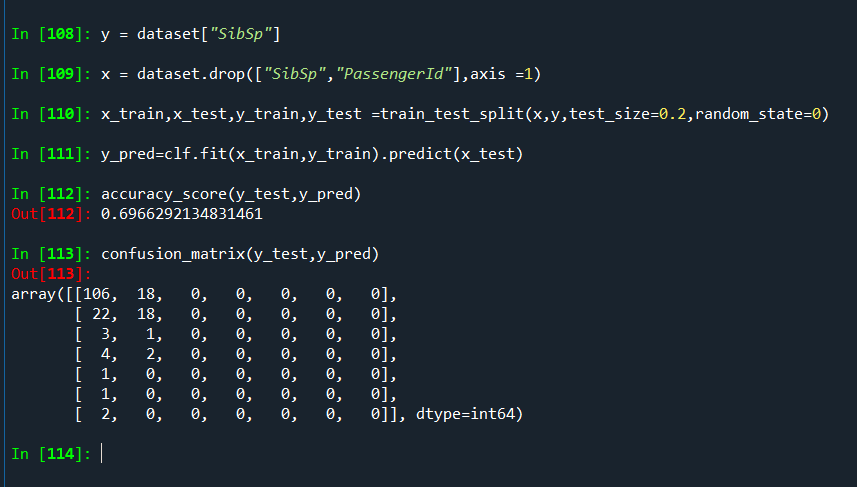 In [108]: y = dataset["SibSp"]
In [109]: x = dataset.drop(["SibSp","PassengerId"],axis =1)
In [110]: x_train,x_test,y_train,y_test =train_test_split(x,y,test_size=0.2,random_state=0)
In [111]: y_pred=clf.fit(x_train,y_train).predict(x_test)
In [112]: accuracy_score(y_test,y_pred)
Out[112]: 0.6966292134831461
In [113]: confusion_matrix(y_test,y_pred)
Out[113]:
array([[106, 18, 0, 0, 0, 0, 0],
[ 22, 18, 0, 0, 0, 0, 0],
[ 3, 1, 0, 0, 0, 0, 0],
[ 4, 2, 0, 0, 0, 0, 0],
[ 1, 0, 0, 0, 0, 0, 0],
[ 1, 0, 0, 0, 0, 0, 0],
[ 2, 0, 0, 0, 0, 0, 0]], dtype=int64)
In [114]: